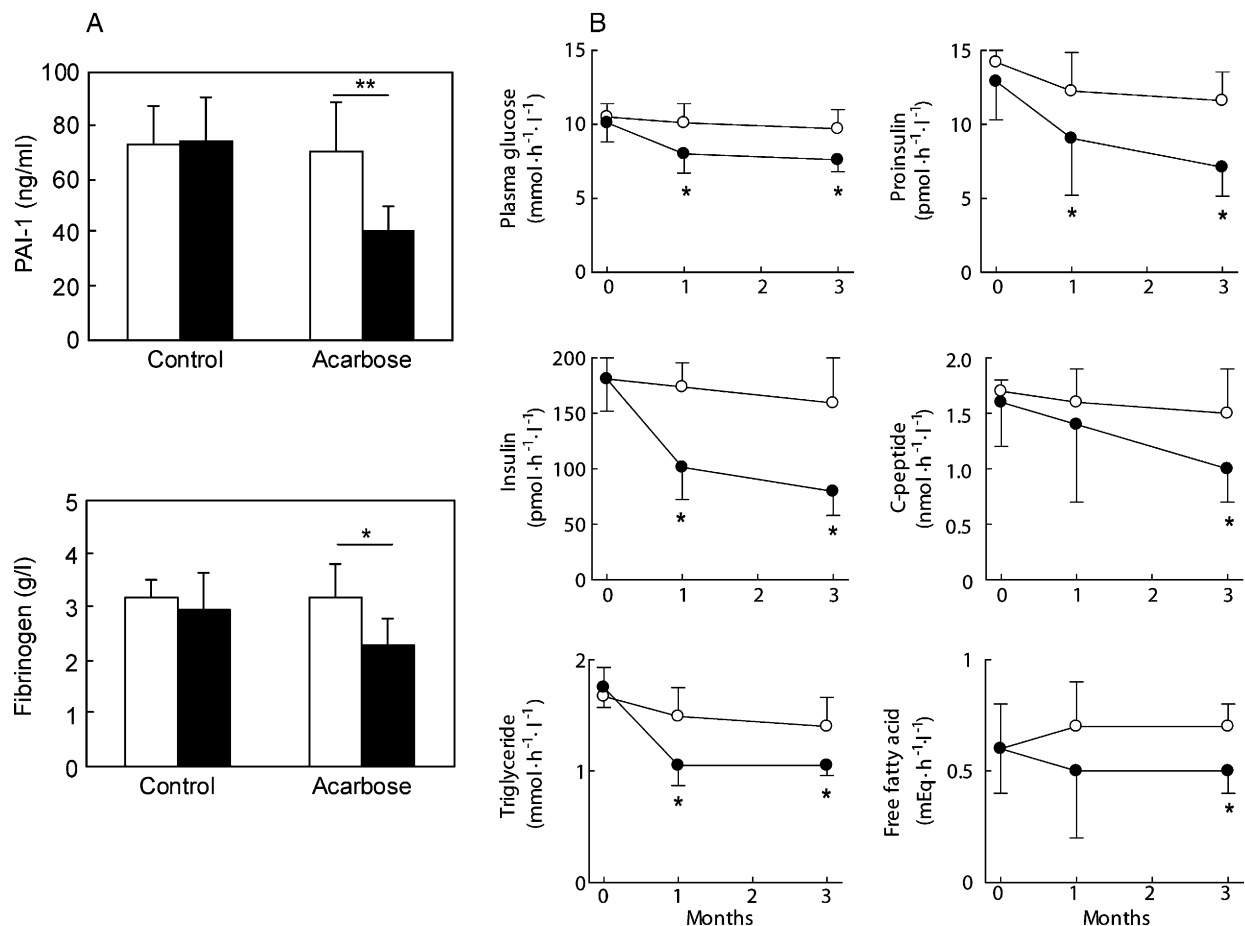 A
PAI-1 (ng/ml)
100
80
60
40
20
0
**
Control
Acarbose
Fibrinogen (g/l)
5
4
3
2
1
0
*
Control
Acarbose
B
Plasma glucose
(mmol·h⁻¹·l⁻¹)
15
10
5
0
*
*
0 1 2 3
Proinsulin
(pmol·h⁻¹·l⁻¹)
15
10
5
0
*
*
0 1 2 3
Insulin
(pmol·h⁻¹·l⁻¹)
200
150
100
50
0
*
*
0 1 2 3
C-peptide
(nmol·h⁻¹·l⁻¹)
2.0
1.5
1.0
0.5
0
*
0 1 2 3
Triglyceride
(mmol·h⁻¹·l⁻¹)
2
1
0
*
*
0 1 2 3
Months
Free fatty acid
(mEq·h⁻¹·l⁻¹)
1
0.5
0
*
0 1 2 3
Months